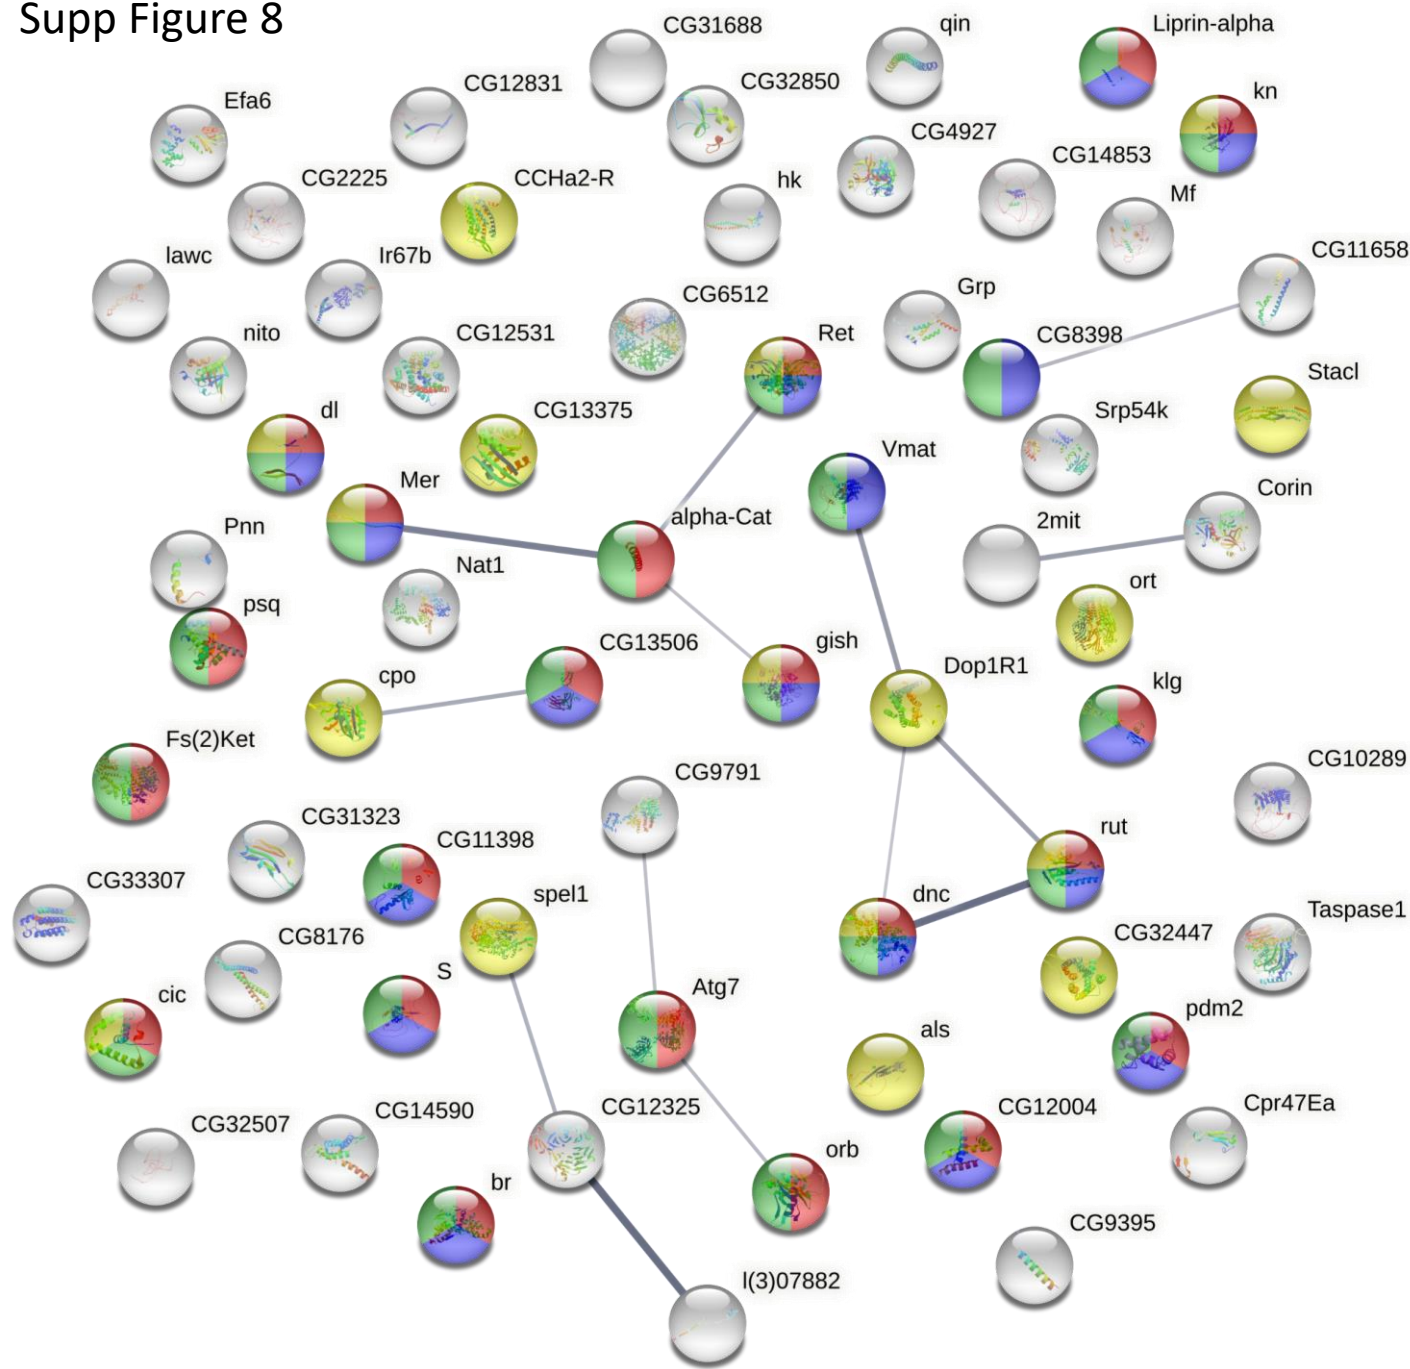 Supp Figure 8
CG31688
qin
Liprin-alpha
CG12831
CG32850
kn
Efa6
CG4927
CG14853
CG2225
CCHa2-R
hk
Mf
lawc
Ir67b
CG11658
CG6512
Grp
nito
CG12531
Ret
CG8398
Stacl
dl
CG13375
Srp54k
Vmat
Mer
Corin
alpha-Cat
2mit
Pnn
Nat1
ort
psq
CG13506
gish
Dop1R1
cpo
klg
Fs(2)Ket
CG10289
CG9791
CG31323
rut
CG11398
CG33307
spel1
dnc
Taspase1
CG8176
CG32447
S
Atg7
cic
pdm2
als
CG14590
CG12325
CG12004
Cpr47Ea
CG32507
orb
br
CG9395
l(3)07882